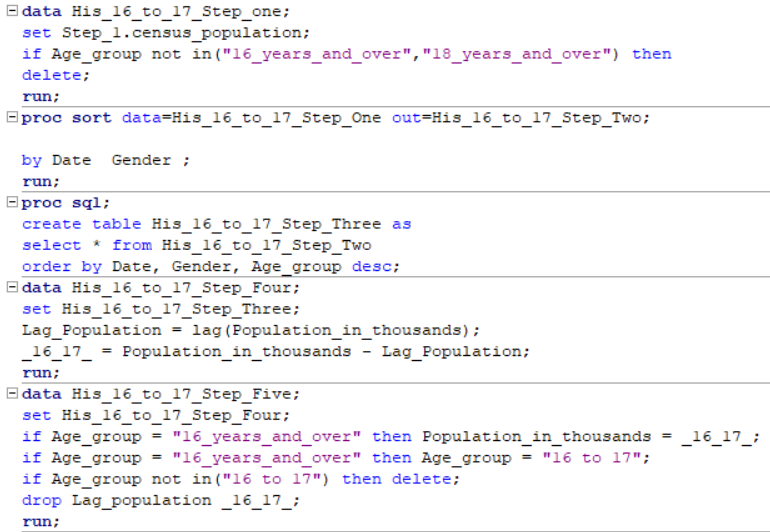 data His_16_to_17_Step_one;
set Step_1.census_population;
if Age_group not in("16_years_and_over","18_years_and_over") then
delete;
run;
proc sort data=His_16_to_17_Step_One out=His_16_to_17_Step_Two;
by Date  Gender ;
run;
proc sql;
create table His_16_to_17_Step_Three as
select * from His_16_to_17_Step_Two
order by Date, Gender, Age_group desc;
data His_16_to_17_Step_Four;
set His_16_to_17_Step_Three;
Lag_Population = lag(Population_in_thousands);
_16_17_ = Population_in_thousands - Lag_Population;
run;
data His_16_to_17_Step_Five;
set His_16_to_17_Step_Four;
if Age_group = "16_years_and_over" then Population_in_thousands = _16_17_;
if Age_group = "16_years_and_over" then Age_group = "16 to 17";
if Age_group not in("16 to 17") then delete;
drop Lag_population _16_17_;
run;